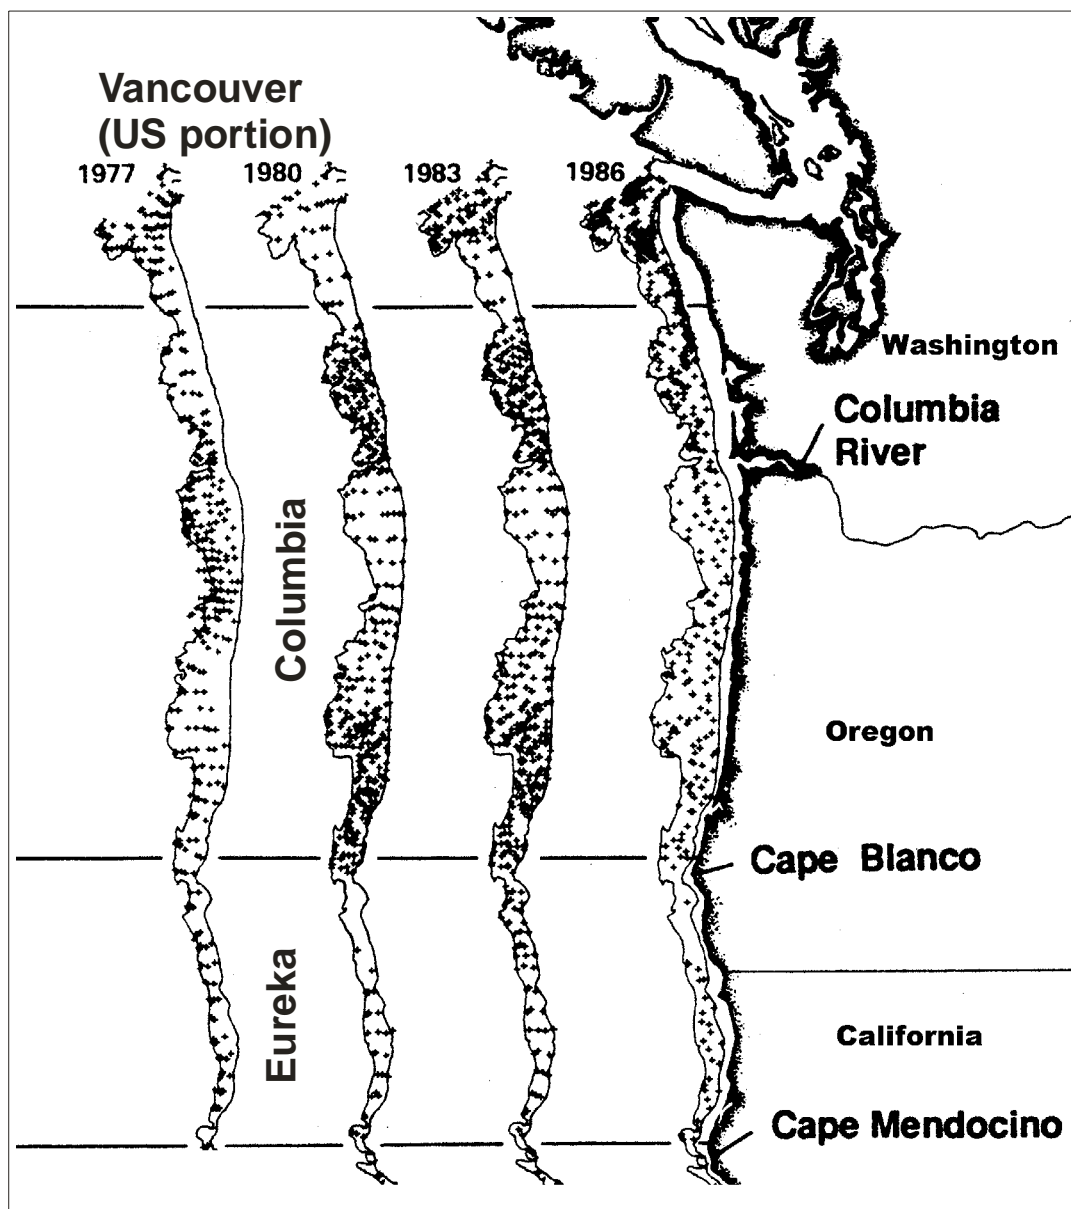 Vancouver
(US portion)
1977
1980
1983
1986
Washington
Columbia
River
Columbia
Oregon
Cape Blanco
Eureka
California
Cape Mendocino